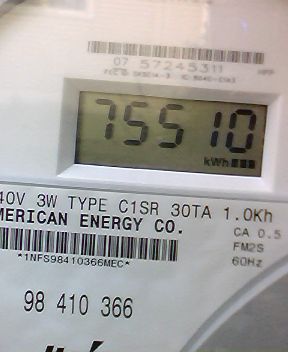 07 57245311
75510
kWh
40V 3W TYPE C1SR 30TA 1.0Kh
MERICAN ENERGY CO.
CA 0.5
FM2S
60Hz
*1NFS98410366MEC*
98 410 366